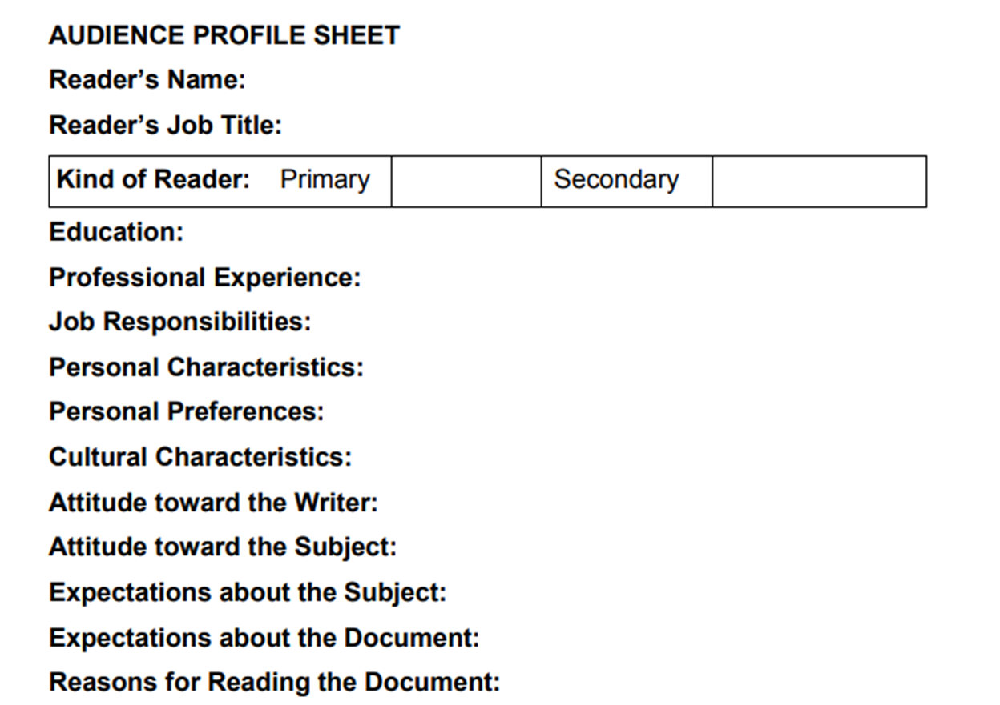 AUDIENCE PROFILE SHEET
Reader’s Name:
Reader’s Job Title:
Kind of Reader: Primary Secondary
Education:
Professional Experience:
Job Responsibilities:
Personal Characteristics:
Personal Preferences:
Cultural Characteristics:
Attitude toward the Writer:
Attitude toward the Subject:
Expectations about the Subject:
Expectations about the Document:
Reasons for Reading the Document: